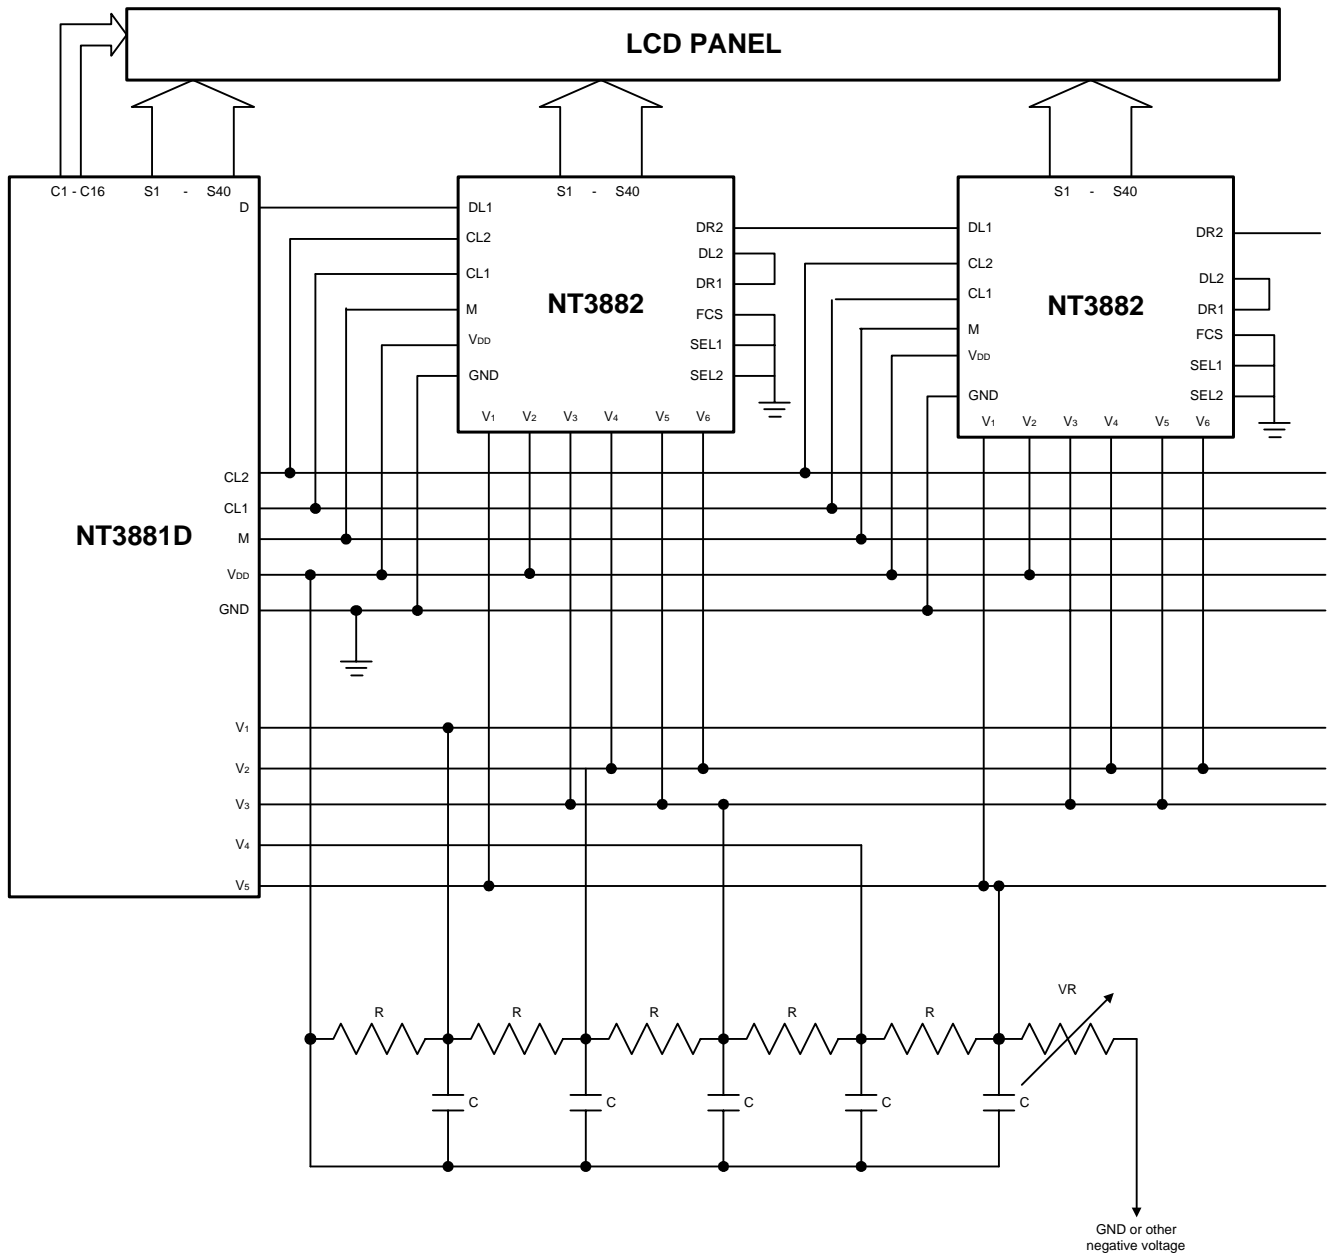 LCD PANEL
C1 - C16 S1 - S40
D
CL2
CL1
M
VDD
GND
V1
V2
V3
V4
V5
NT3881D
S1 - S40
DL1
CL2
CL1
M
VDD
GND
DR2
DL2
DR1
FCS
SEL1
SEL2
NT3882
V1 V2 V3 V4 V5 V6
S1 - S40
DL1
CL2
CL1
M
VDD
GND
DR2
DL2
DR1
FCS
SEL1
SEL2
NT3882
V1 V2 V3 V4 V5 V6
R R R R R VR
C C C C C
GND or other
negative voltage